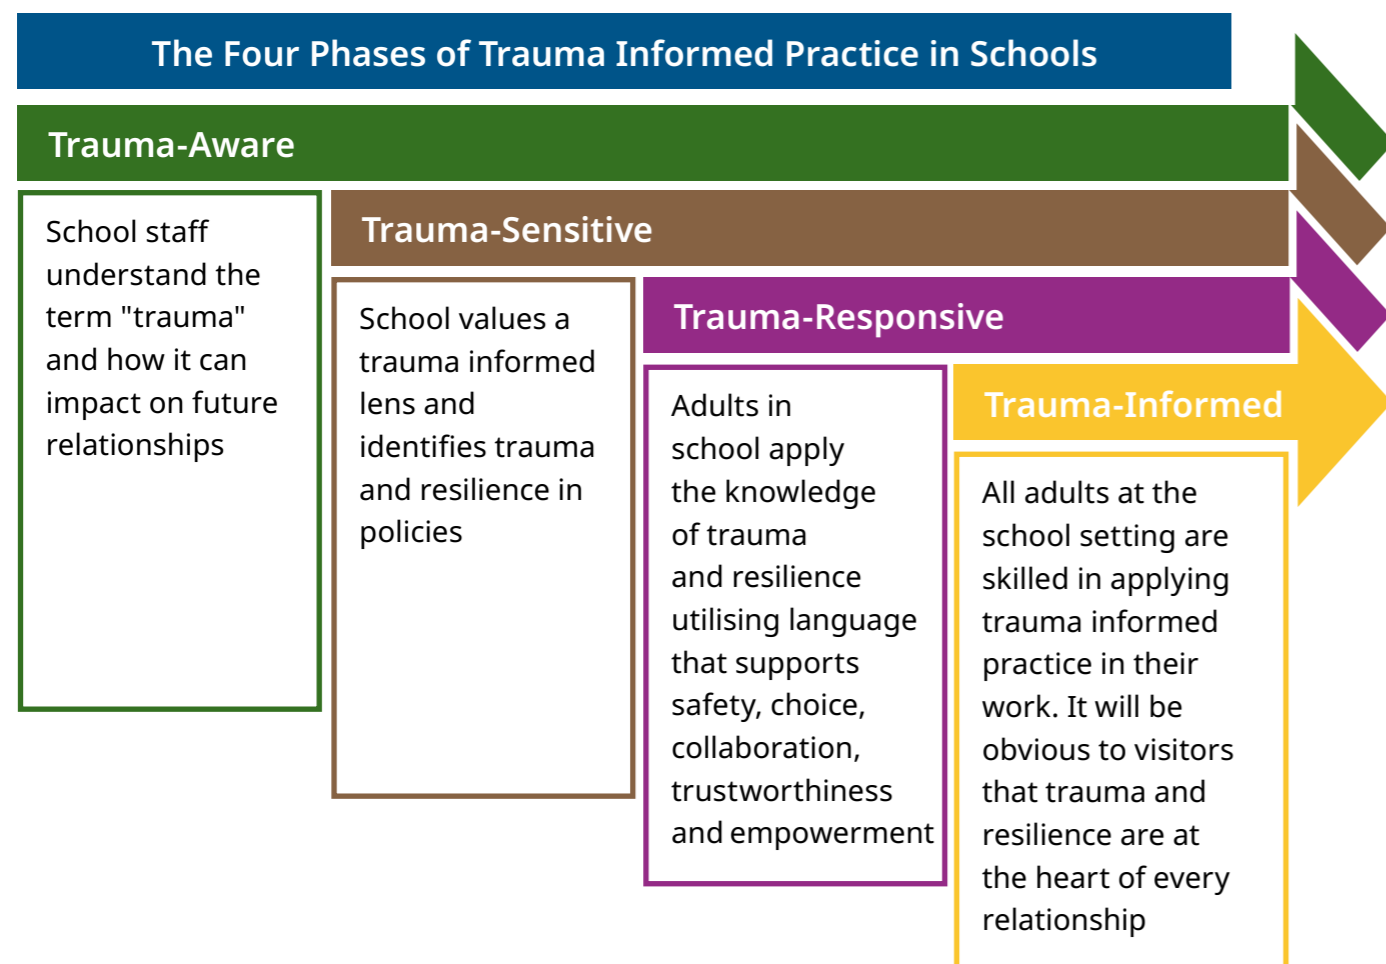 The Four Phases of Trauma Informed Practice in Schools
Trauma-Aware
School staff
understand the
term "trauma"
and how it can
impact on future
relationships
Trauma-Sensitive
School values a
trauma informed
lens and
identifies trauma
and resilience in
policies
Trauma-Responsive
Adults in
school apply
the knowledge
of trauma
and resilience
utilising language
that supports
safety, choice,
collaboration,
trustworthiness
and empowerment
Trauma-Informed
All adults at the
school setting are
skilled in applying
trauma informed
practice in their
work. It will be
obvious to visitors
that trauma and
resilience are at
the heart of every
relationship